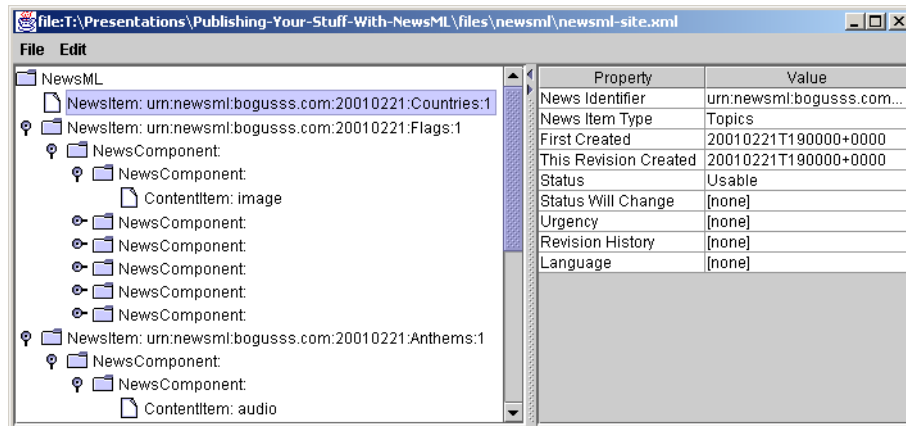 file:T:\Presentations\Publishing-Your-Stuff-With-NewsML\files\newsml\newsml-site.xml
File Edit
NewsML
NewsItem: urn:newsml:bogusss.com:20010221:Countries:1
NewsItem: urn:newsml:bogusss.com:20010221:Flags:1
NewsComponent:
NewsComponent:
ContentItem: image
NewsComponent:
NewsComponent:
NewsComponent:
NewsComponent:
NewsComponent:
NewsItem: urn:newsml:bogusss.com:20010221:Anthems:1
NewsComponent:
NewsComponent:
ContentItem: audio
Property Value
News Identifier urn:newsml:bogusss.com...
News Item Type Topics
First Created 20010221T190000+0000
This Revision Created 20010221T190000+0000
Status Usable
Status Will Change [none]
Urgency [none]
Revision History [none]
Language [none]